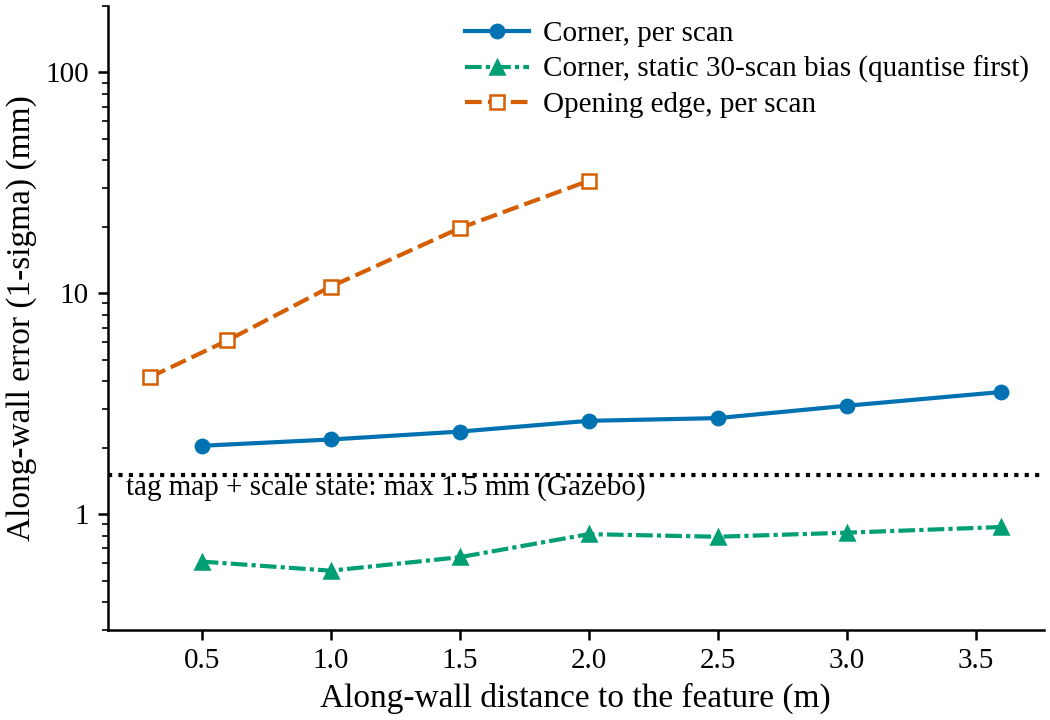 Corner, per scan
Corner, static 30-scan bias (quantise first)
Opening edge, per scan
Along-wall error (1-sigma) (mm)
100
10
1
tag map + scale state: max 1.5 mm (Gazebo)
0.5 1.0 1.5 2.0 2.5 3.0 3.5
Along-wall distance to the feature (m)